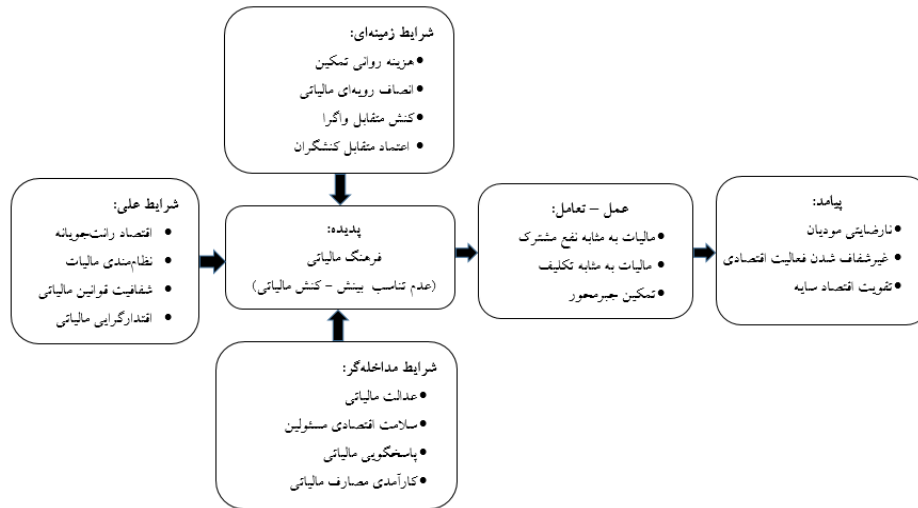 شرایط زمینه‌ای:
• هزینه روانی تمکین
• انصاف رویه‌ای مالیاتی
• کنش متقابل واگرا
• اعتماد متقابل کنشگران
شرایط علی:
• اقتصاد رانت‌جویانه
• نظام‌مندی مالیات
• شفافیت قوانین مالیاتی
• اقتدارگرایی مالیاتی
پدیده:
فرهنگ مالیاتی
(عدم تناسب بینش - کنش مالیاتی)
عمل – تعامل:
• مالیات به مثابه نفع مشترک
• مالیات به مثابه تکلیف
• تمکین جبرمحور
پیامد:
• نارضایتی مودیان
• غیرشفاف شدن فعالیت اقتصادی
• تقویت اقتصاد سایه
شرایط مداخله‌گر:
• عدالت مالیاتی
• سلامت اقتصادی مسئولین
• پاسخگویی مالیاتی
• کارآمدی مصارف مالیاتی